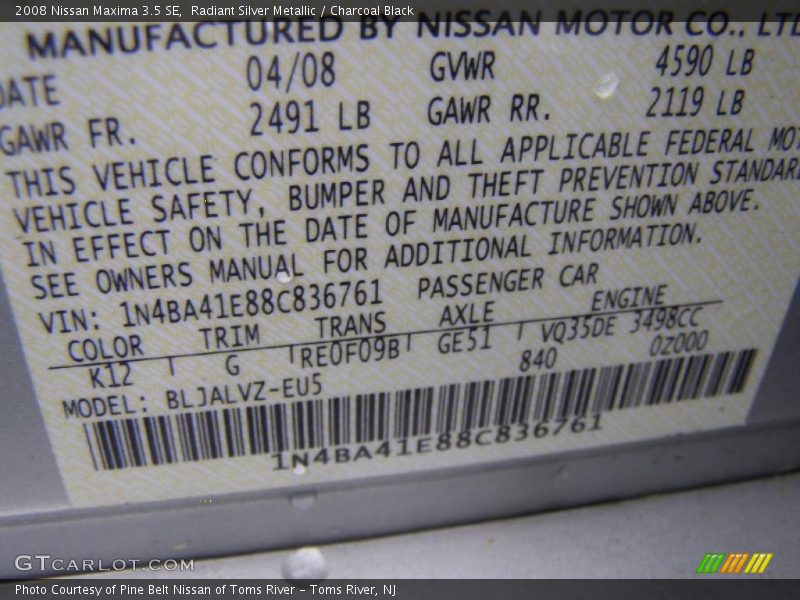 2008 Nissan Maxima 3.5 SE, Radiant Silver Metallic / Charcoal Black
MANUFACTURED BY NISSAN MOTOR CO., LTD
DATE 04/08 GVWR 4590 LB
GAWR FR. 2491 LB GAWR RR. 2119 LB
THIS VEHICLE CONFORMS TO ALL APPLICABLE FEDERAL MOT
VEHICLE SAFETY, BUMPER AND THEFT PREVENTION STANDAR
IN EFFECT ON THE DATE OF MANUFACTURE SHOWN ABOVE.
SEE OWNERS MANUAL FOR ADDITIONAL INFORMATION.
VIN: 1N4BA41E88C836761 PASSENGER CAR
COLOR TRIM TRANS AXLE ENGINE
K12 G RE0F09B GE51 VQ35DE 3498CC
MODEL: BLJALVZ-EU5 840 0Z000
1N4BA41E88C836761
GTCARLOT.COM
Photo Courtesy of Pine Belt Nissan of Toms River – Toms River, NJ